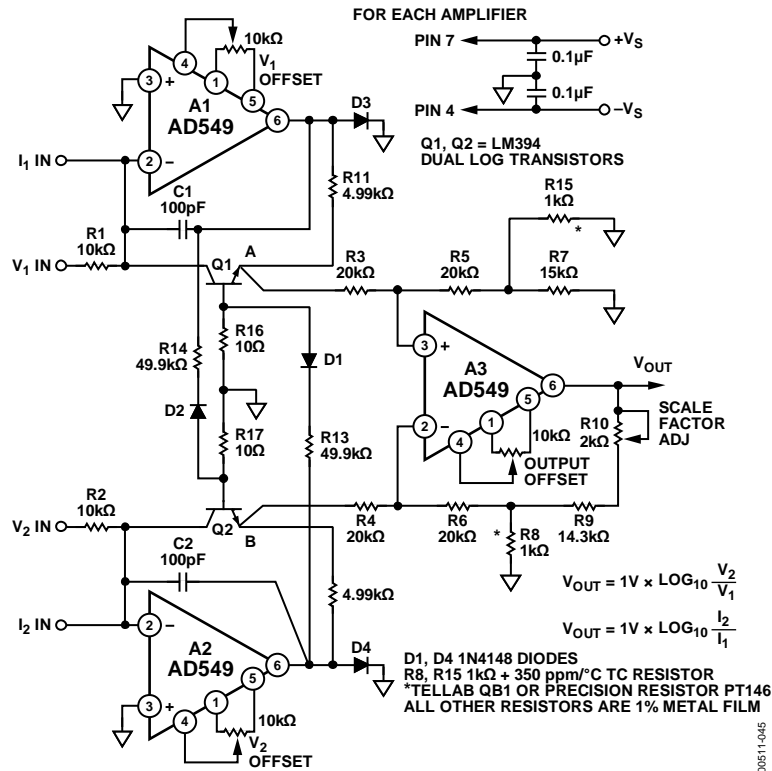 FOR EACH AMPLIFIER
PIN 7
+VS
0.1µF
0.1µF
PIN 4
–VS
Q1, Q2 = LM394
DUAL LOG TRANSISTORS
10kΩ
V1
OFFSET
4
3
+
1
5
A1
AD549
6
D3
I1 IN
2
–
C1
100pF
R11
4.99kΩ
R15
1kΩ
*
R1
10kΩ
V1 IN
Q1
A
R3
20kΩ
R5
20kΩ
R7
15kΩ
R14
49.9kΩ
R16
10Ω
D1
3
+
A3
AD549
6
VOUT
D2
R17
10Ω
R13
49.9kΩ
2
–
4
1
5
10kΩ
OUTPUT
OFFSET
R10
2kΩ
SCALE
FACTOR
ADJ
R2
10kΩ
V2 IN
Q2
B
R4
20kΩ
R6
20kΩ
*
R8
1kΩ
R9
14.3kΩ
C2
100pF
4.99kΩ
I2 IN
2
–
A2
AD549
6
D4
3
+
4
1
5
10kΩ
V2
OFFSET
VOUT = 1V × LOG10 V2/V1
VOUT = 1V × LOG10 I2/I1
D1, D4 1N4148 DIODES
R8, R15 1kΩ + 350 ppm/°C TC RESISTOR
*TELLAB QB1 OR PRECISION RESISTOR PT146
ALL OTHER RESISTORS ARE 1% METAL FILM
00511-045